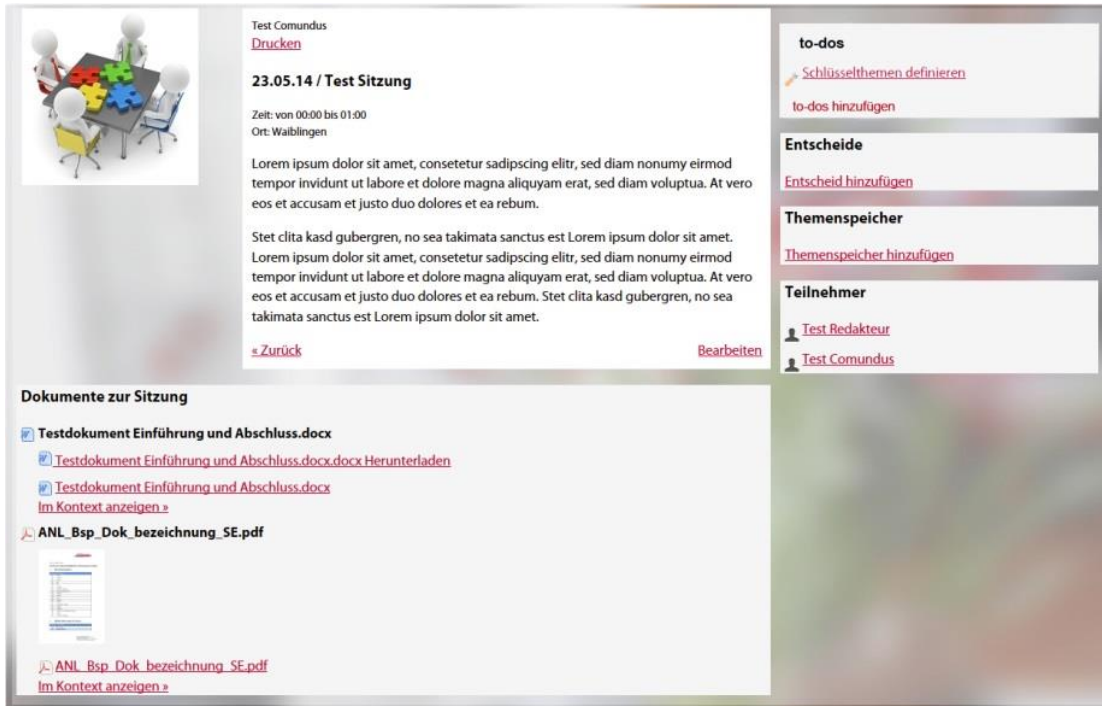 Test Comundus
Drucken
23.05.14 / Test Sitzung
Zeit: von 00:00 bis 01:00
Ort: Waiblingen
Lorem ipsum dolor sit amet, consetetur sadipscing elitr, sed diam nonumy eirmod
tempor invidunt ut labore et dolore magna aliquyam erat, sed diam voluptua. At vero
eos et accusam et justo duo dolores et ea rebum.
Stet clita kasd gubergren, no sea takimata sanctus est Lorem ipsum dolor sit amet.
Lorem ipsum dolor sit amet, consetetur sadipscing elitr, sed diam nonumy eirmod
tempor invidunt ut labore et dolore magna aliquyam erat, sed diam voluptua. At vero
eos et accusam et justo duo dolores et ea rebum. Stet clita kasd gubergren, no sea
takimata sanctus est Lorem ipsum dolor sit amet.
« Zurück
Bearbeiten
to-dos
Schlüsselthemen definieren
to-dos hinzufügen
Entscheide
Entscheid hinzufügen
Themenspeicher
Themenspeicher hinzufügen
Teilnehmer
Test Redakteur
Test Comundus
Dokumente zur Sitzung
Testdokument Einführung und Abschluss.docx
Testdokument Einführung und Abschluss.docx.docx Herunterladen
Testdokument Einführung und Abschluss.docx
Im Kontext anzeigen »
ANL_Bsp_Dok_bezeichnung_SE.pdf
ANL_Bsp_Dok_bezeichnung_SE.pdf
Im Kontext anzeigen »